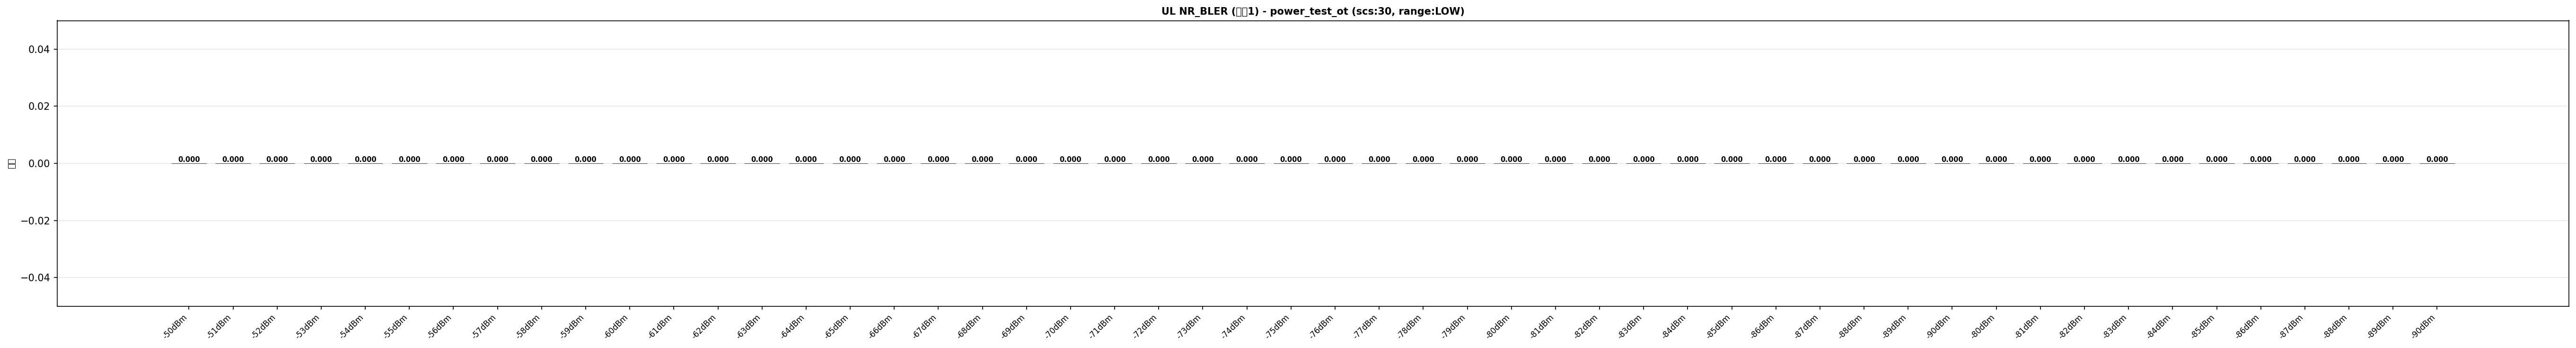 UL NR_BLER (□□1) - power_test_ot (scs:30, range:LOW)
0.04
0.02
0.00
−0.02
−0.04
□□
0.000 0.000 0.000 0.000 0.000 0.000 0.000 0.000 0.000 0.000 0.000 0.000 0.000 0.000 0.000 0.000 0.000 0.000 0.000 0.000 0.000 0.000 0.000 0.000 0.000 0.000 0.000 0.000 0.000 0.000 0.000 0.000 0.000 0.000 0.000 0.000 0.000 0.000 0.000 0.000 0.000 0.000 0.000 0.000 0.000 0.000 0.000 0.000 0.000 0.000 0.000 0.000
-50dBm -51dBm -52dBm -53dBm -54dBm -55dBm -56dBm -57dBm -58dBm -59dBm -60dBm -61dBm -62dBm -63dBm -64dBm -65dBm -66dBm -67dBm -68dBm -69dBm -70dBm -71dBm -72dBm -73dBm -74dBm -75dBm -76dBm -77dBm -78dBm -79dBm -80dBm -81dBm -82dBm -83dBm -84dBm -85dBm -86dBm -87dBm -88dBm -89dBm -90dBm -80dBm -81dBm -82dBm -83dBm -84dBm -85dBm -86dBm -87dBm -88dBm -89dBm -90dBm